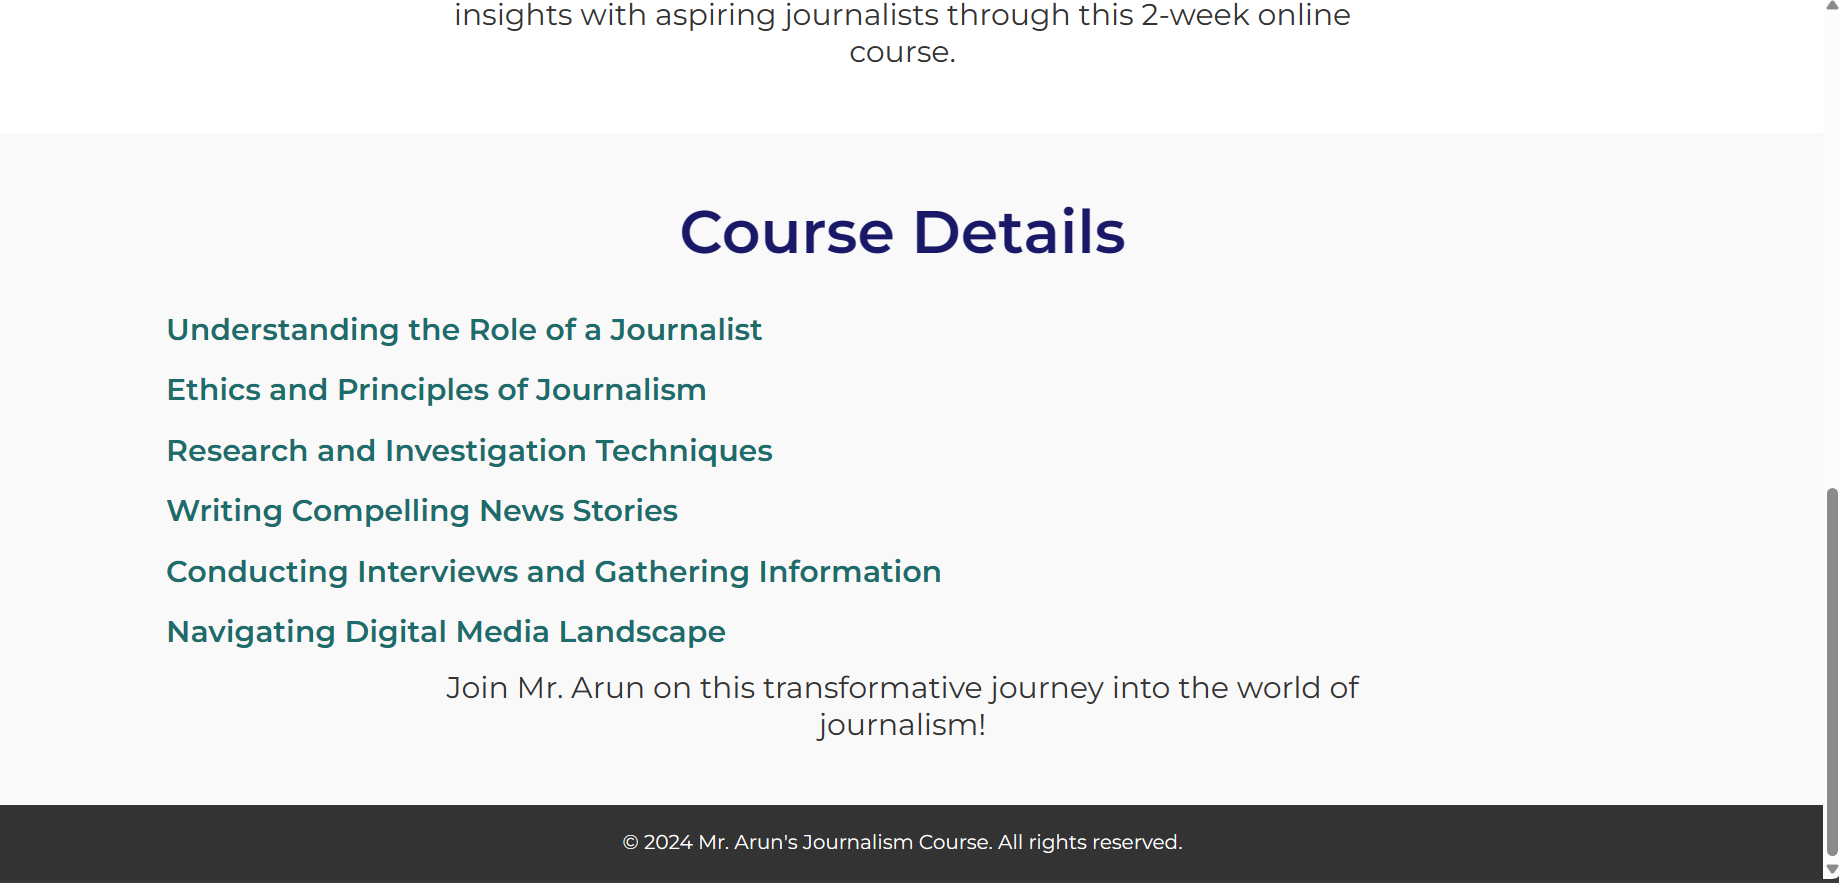 insights with aspiring journalists through this 2-week online
course.
Course Details
Understanding the Role of a Journalist
Ethics and Principles of Journalism
Research and Investigation Techniques
Writing Compelling News Stories
Conducting Interviews and Gathering Information
Navigating Digital Media Landscape
Join Mr. Arun on this transformative journey into the world of
journalism!
© 2024 Mr. Arun's Journalism Course. All rights reserved.